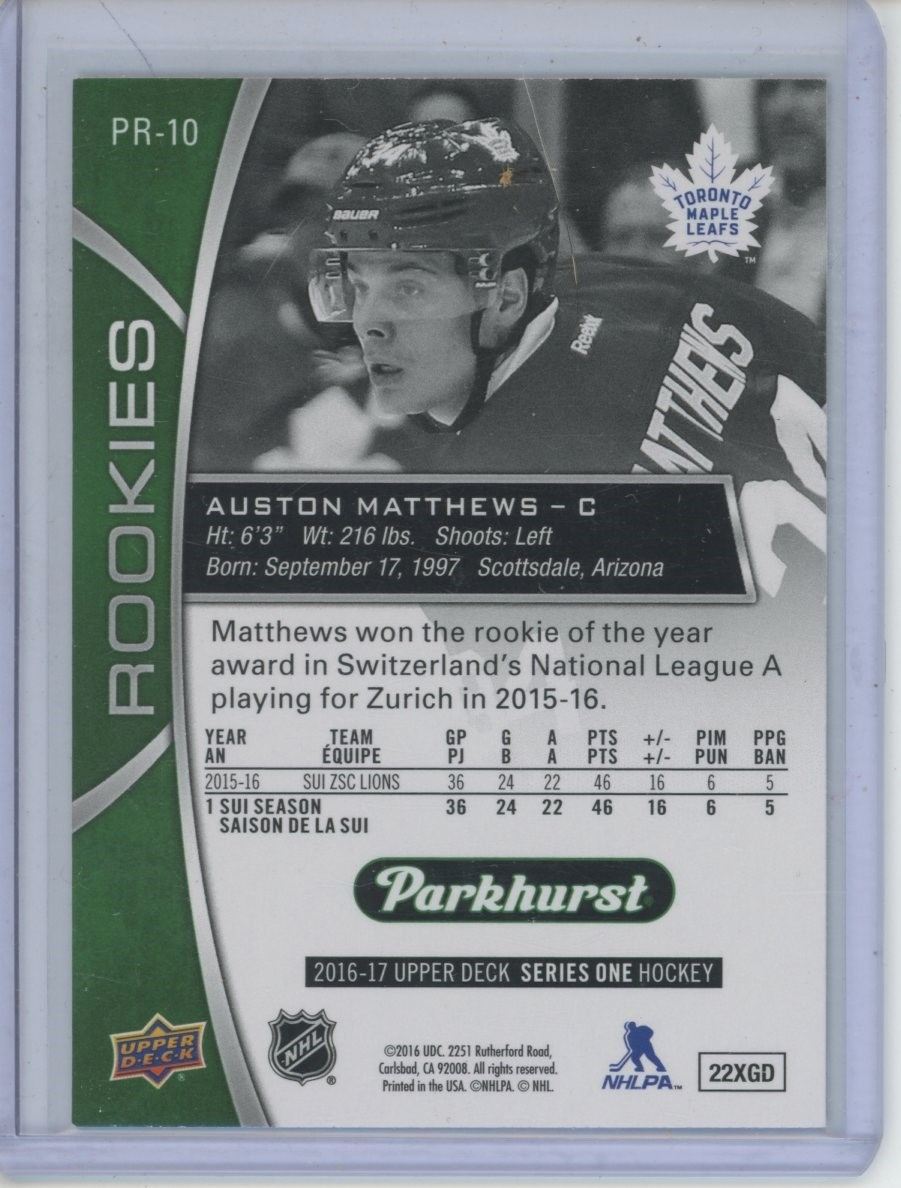 PR-10
ROOKIES
BAUER
TORONTO
MAPLE
LEAFS
™
Reebok
MATTHEWS
AUSTON MATTHEWS – C
Ht: 6'3" Wt: 216 lbs. Shoots: Left
Born: September 17, 1997 Scottsdale, Arizona
Matthews won the rookie of the year
award in Switzerland's National League A
playing for Zurich in 2015-16.
YEAR TEAM GP G A PTS +/- PIM PPG
AN ÉQUIPE PJ B A PTS +/- PUN BAN
2015-16 SUI ZSC LIONS 36 24 22 46 16 6 5
1 SUI SEASON 36 24 22 46 16 6 5
SAISON DE LA SUI
Parkhurst
2016-17 UPPER DECK SERIES ONE HOCKEY
UPPER
D•E•C•K
®
NHL
®
©2016 UDC. 2251 Rutherford Road,
Carlsbad, CA 92008. All rights reserved.
Printed in the USA. ©NHLPA. © NHL.
NHLPA™
22XGD